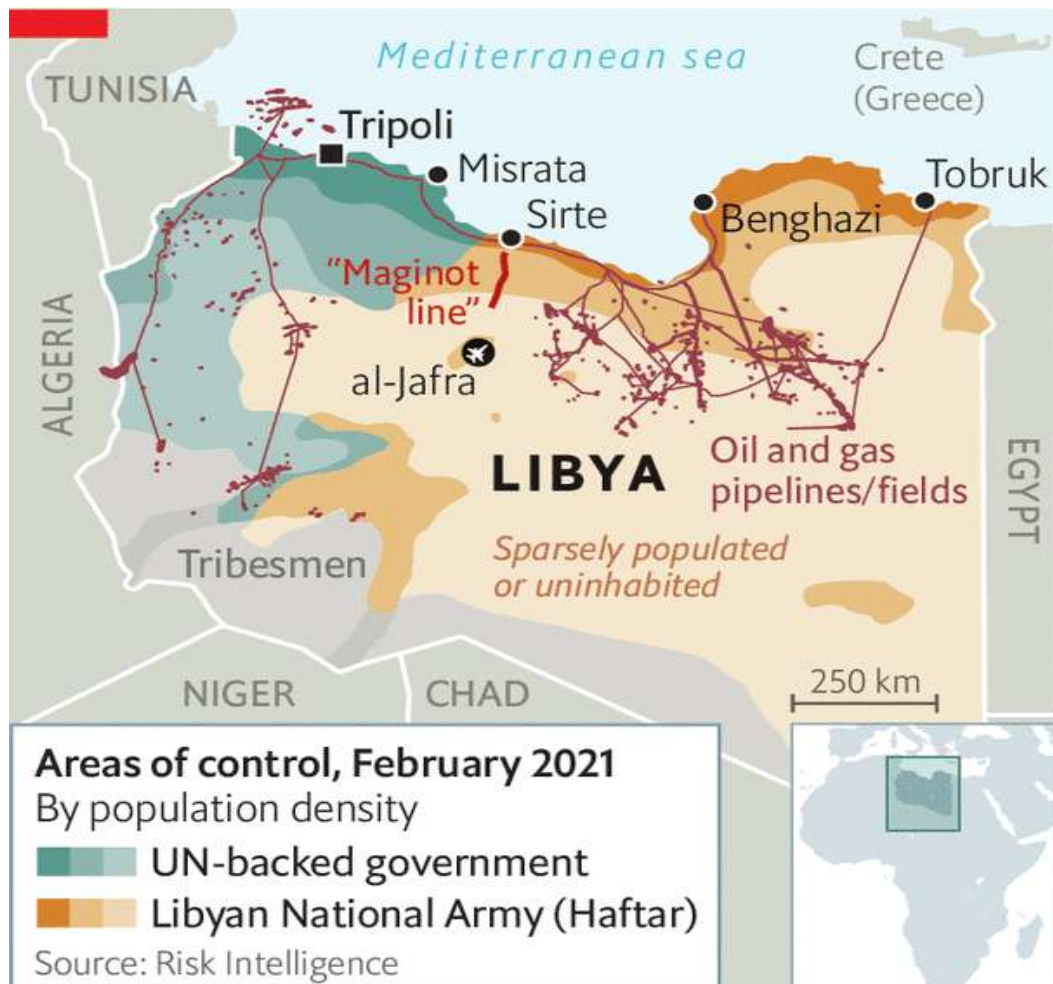 Mediterranean sea
Crete
(Greece)
TUNISIA
Tripoli
Misrata
Sirte
Tobruk
Benghazi
“Maginot
line”
ALGERIA
al-Jafra
LIBYA
Oil and gas
pipelines/fields
EGYPT
Tribesmen
Sparsely populated
or uninhabited
NIGER
CHAD
250 km
Areas of control, February 2021
By population density
UN-backed government
Libyan National Army (Haftar)
Source: Risk Intelligence